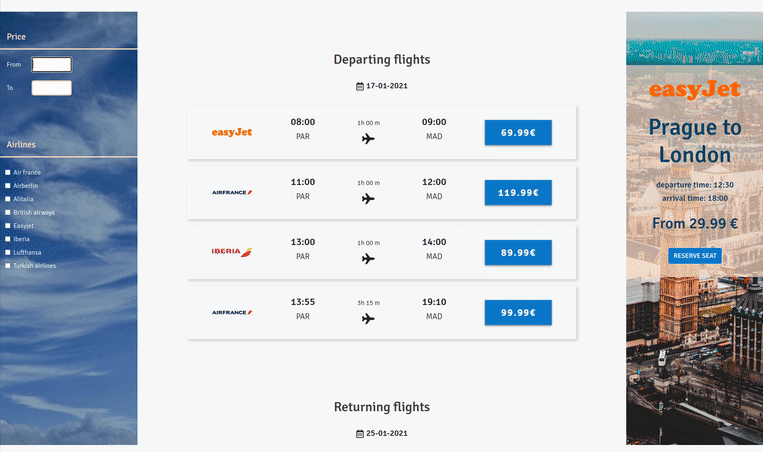 Price
From
To
Airlines
Air france
Airberlin
Alitalia
British airways
Easyjet
Iberia
Lufthansa
Turkish airlines
Departing flights
17-01-2021
easyJet
08:00
PAR
1h 00 m
09:00
MAD
69.99€
AIRFRANCE
11:00
PAR
1h 00 m
12:00
MAD
119.99€
IBERIA
13:00
PAR
1h 00 m
14:00
MAD
89.99€
AIRFRANCE
13:55
PAR
3h 15 m
19:10
MAD
99.99€
Returning flights
25-01-2021
easyJet
Prague to
London
departure time: 12:30
arrival time: 18:00
From 29.99 €
RESERVE SEAT